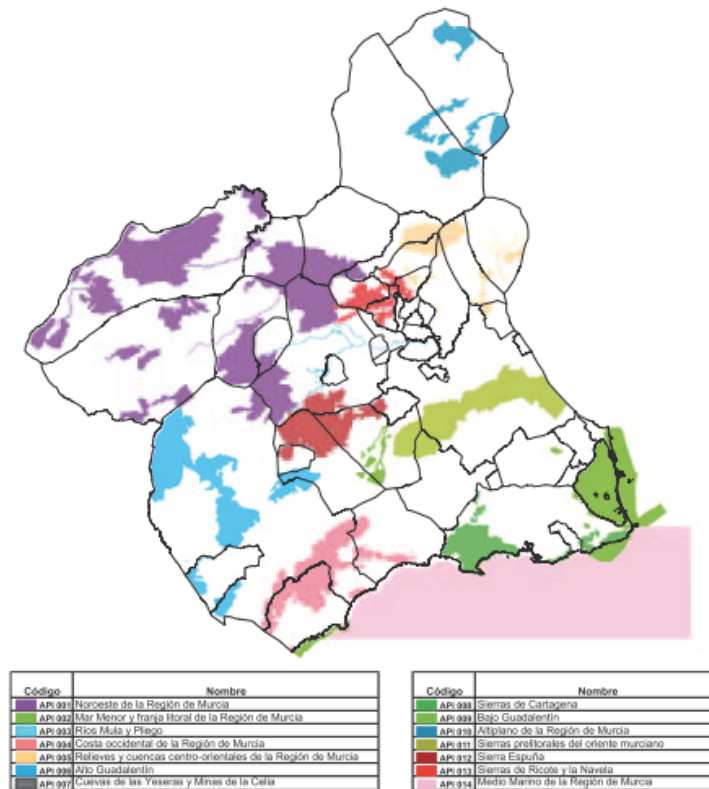 Código Nombre
API 001 Noroeste de la Región de Murcia
API 002 Mar Menor y franja litoral de la Región de Murcia
API 003 Ríos Mula y Pliego
API 004 Costa occidental de la Región de Murcia
API 005 Relieves y cuencas centro-orientales de la Región de Murcia
API 006 Alto Guadalentín
API 007 Cuevas de las Yeseras y Minas de la Celia
Código Nombre
API 008 Sierras de Cartagena
API 009 Bajo Guadalentín
API 010 Altiplano de la Región de Murcia
API 011 Sierras prelitorales del oriente murciano
API 012 Sierra Espuña
API 013 Sierras de Ricote y la Navela
API 014 Medio Marino de la Región de Murcia